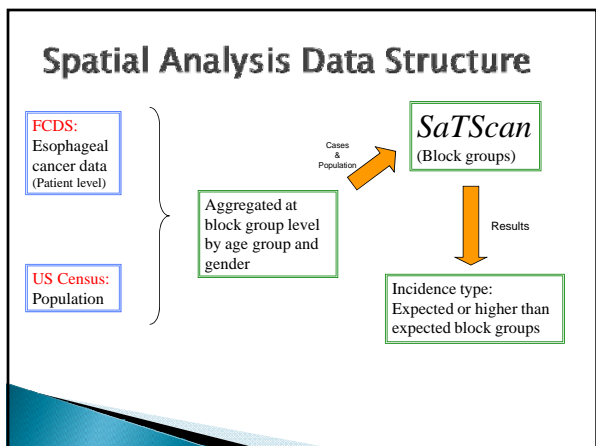 Spatial Analysis Data Structure
FCDS:
Esophageal
cancer data
(Patient level)
US Census:
Population
Aggregated at
block group level
by age group and
gender
Cases
&
Population
SaTScan
(Block groups)
Results
Incidence type:
Expected or higher than
expected block groups